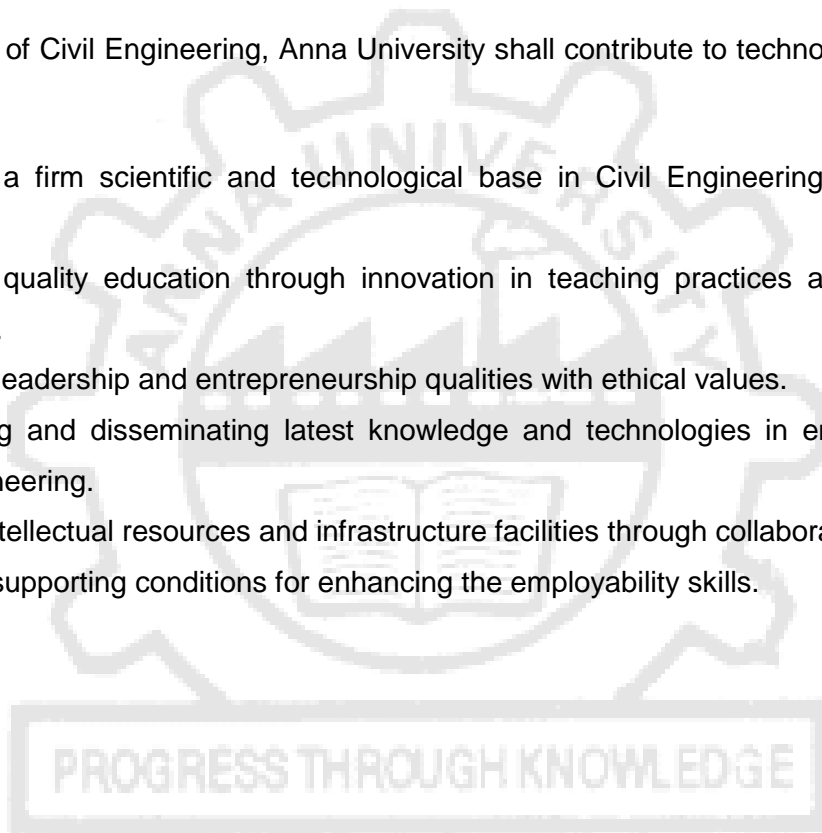 of Civil Engineering, Anna University shall contribute to techno
a firm scientific and technological base in Civil Engineering
quality education through innovation in teaching practices a
.
leadership and entrepreneurship qualities with ethical values.
g and disseminating latest knowledge and technologies in e
neering.
tellectual resources and infrastructure facilities through collabora
supporting conditions for enhancing the employability skills.
ANNA UNIVERSITY
PROGRESS THROUGH KNOWLEDGE